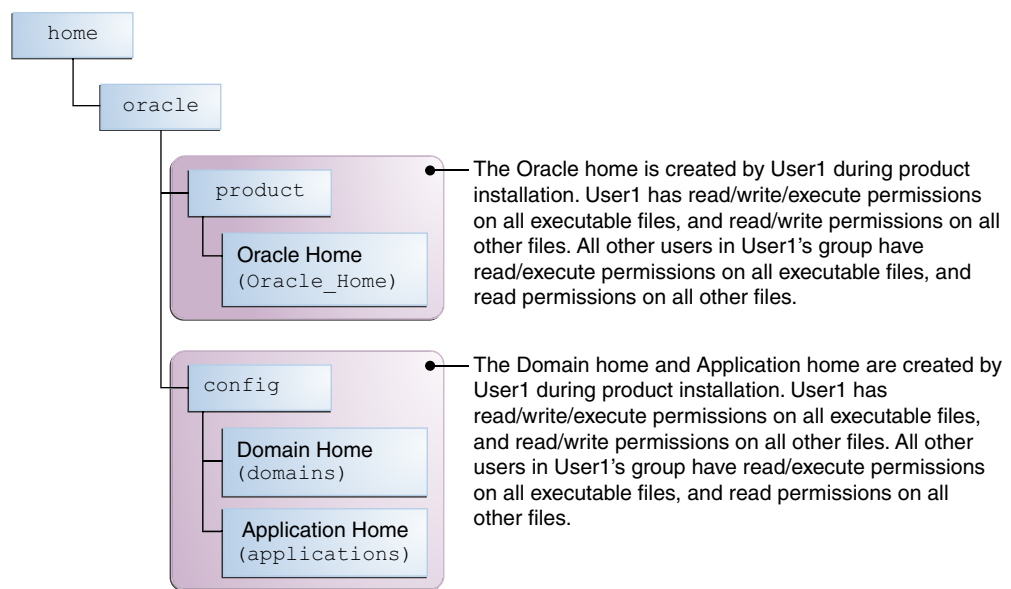 home
oracle
product
Oracle Home
(Oracle_Home)
The Oracle home is created by User1 during product
installation. User1 has read/write/execute permissions
on all executable files, and read/write permissions on all
other files. All other users in User1's group have
read/execute permissions on all executable files, and
read permissions on all other files.
config
Domain Home
(domains)
Application Home
(applications)
The Domain home and Application home are created by
User1 during product installation. User1 has
read/write/execute permissions on all executable files,
and read/write permissions on all other files. All other
users in User1's group have read/execute permissions
on all executable files, and read permissions on all
other files.